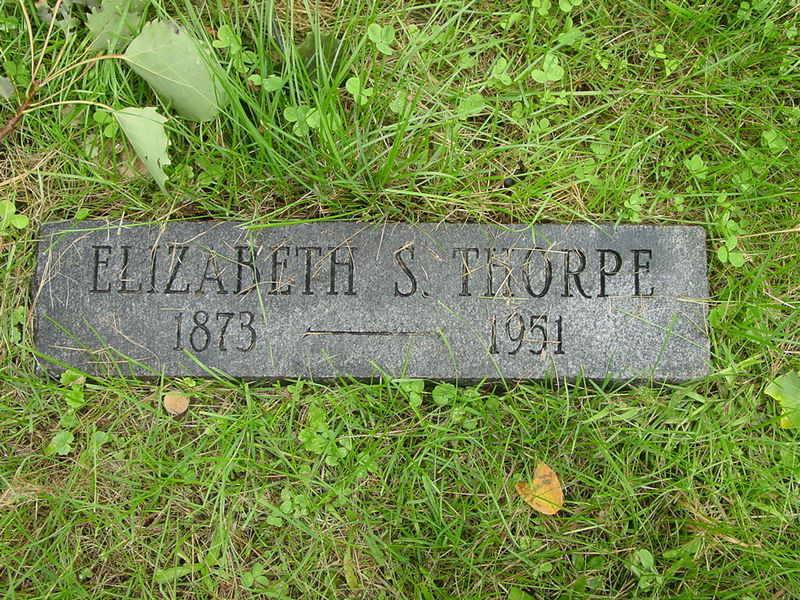 ELIZABETH S. THORPE
1873 — 1951